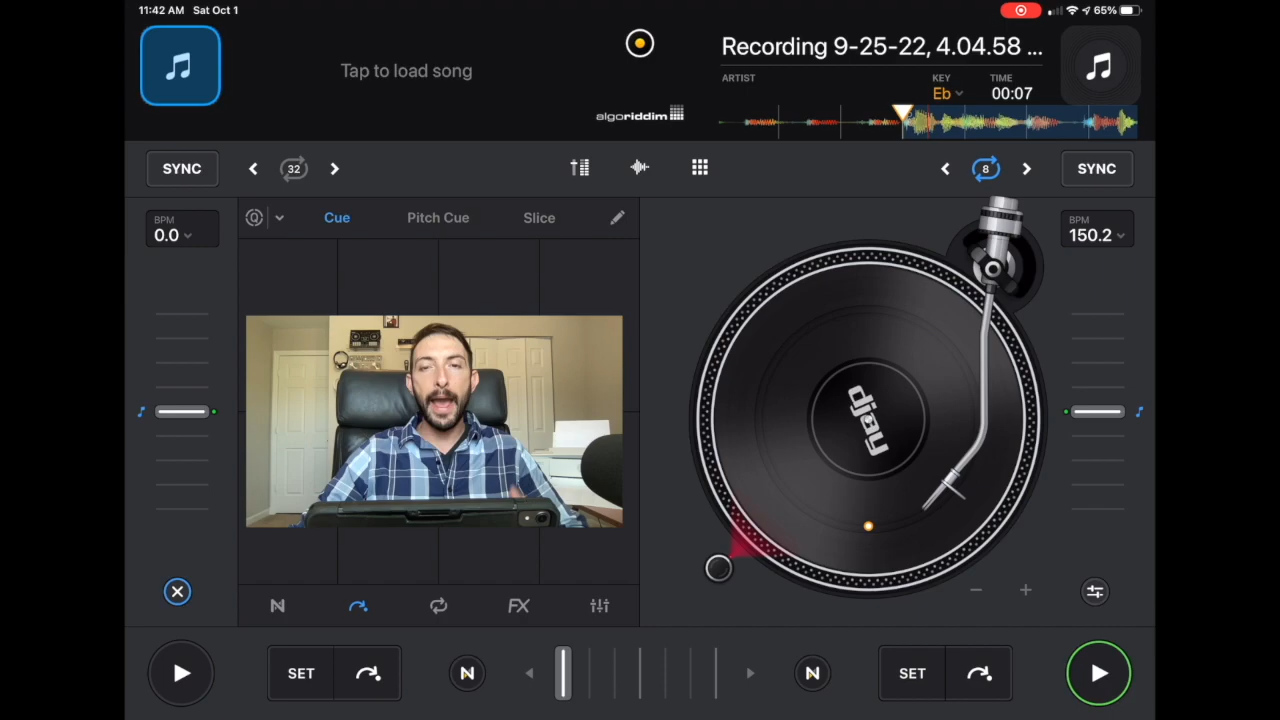 11:42 AM Sat Oct 1
65%
Tap to load song
Recording 9-25-22, 4.04.58 ...
ARTIST
KEY
TIME
Eb
00:07
algoriddim
SYNC
32
8
SYNC
BPM
0.0
Cue
Pitch Cue
Slice
BPM
150.2
djay
FX
SET
N
N
SET